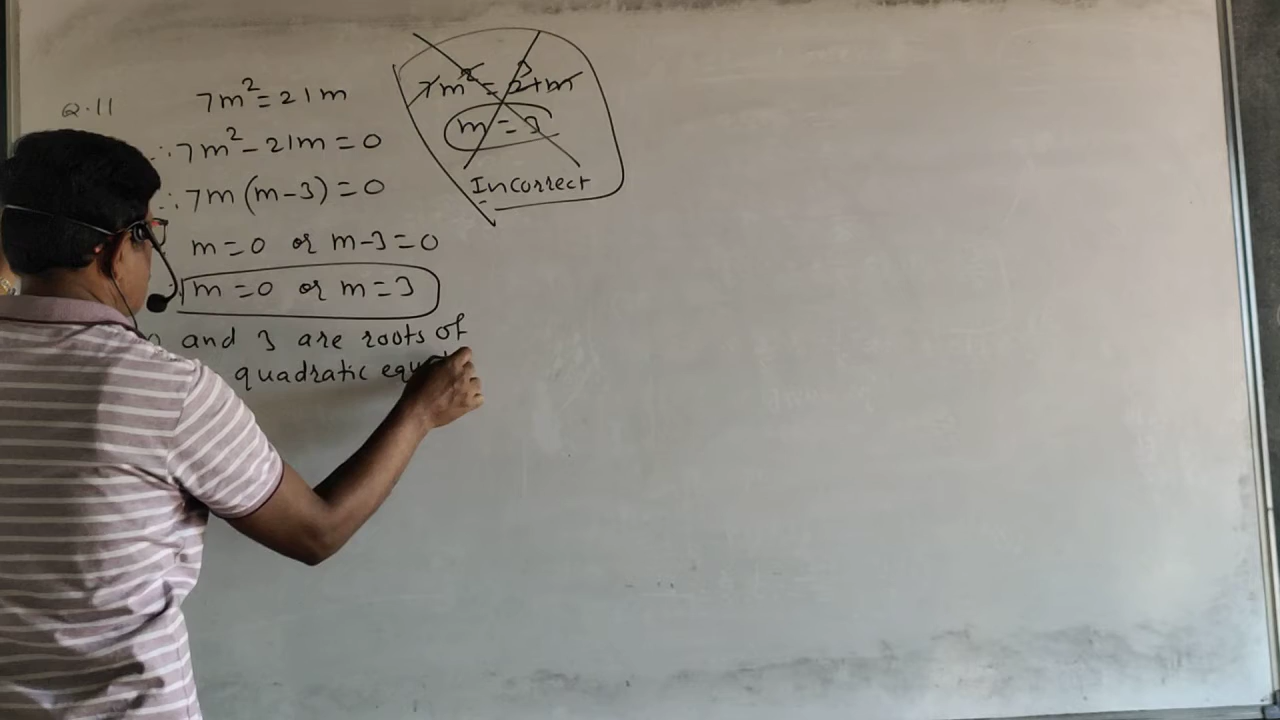 Q.11 7m² = 21m
∴ 7m² - 21m = 0
∴ 7m (m-3) = 0
m = 0 or m-3 = 0
m = 0 or m = 3
and 3 are roots of
quadratic
7m² = 21m
3
m = 3
Incorrect